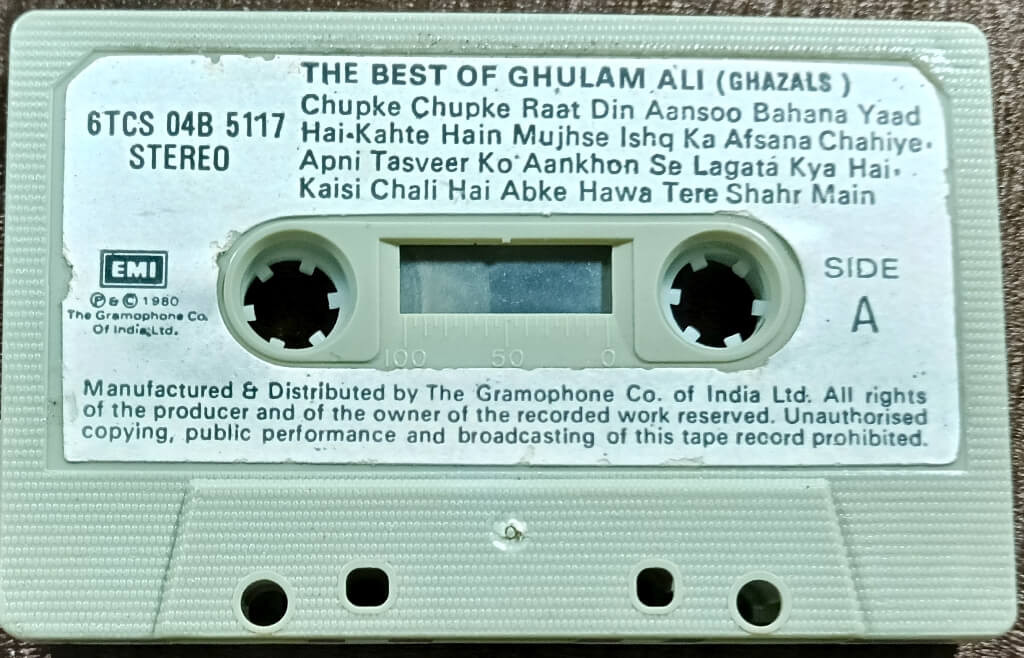 THE BEST OF GHULAM ALI (GHAZALS )
6TCS 04B 5117
STEREO
Chupke Chupke Raat Din Aansoo Bahana Yaad
Hai•Kahte Hain Mujhse Ishq Ka Afsana Chahiye•
Apni Tasveer Ko Aankhon Se Lagata Kya Hai•
Kaisi Chali Hai Abke Hawa Tere Shahr Main
EMI
℗ & © 1980
The Gramophone Co.
Of India Ltd.
SIDE
A
100 50 0
Manufactured & Distributed by The Gramophone Co. of India Ltd. All rights
of the producer and of the owner of the recorded work reserved. Unauthorised
copying, public performance and broadcasting of this tape record prohibited.